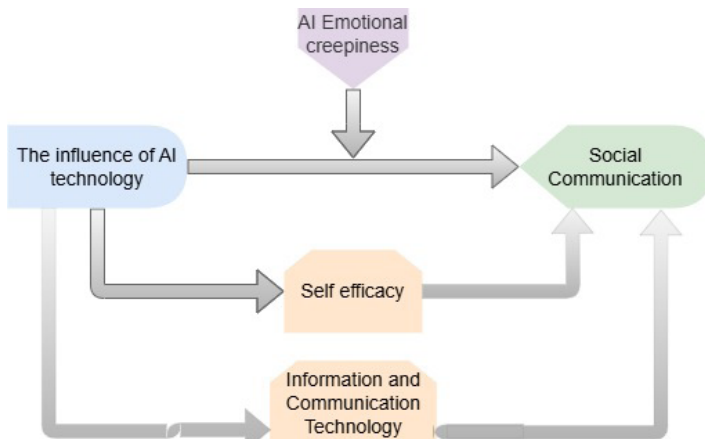 AI Emotional
creepiness
The influence of AI
technology
Social
Communication
Self efficacy
Information and
Communication
Technology